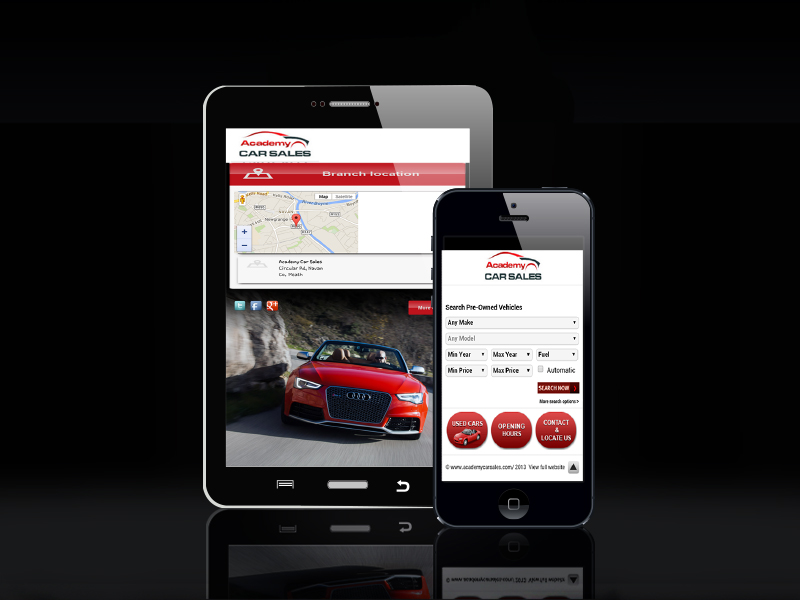 Academy
CAR SALES
Branch location
Map
Satellite
NAVAN
Newgrange
+
−
Academy Car Sales
Circular Rd, Navan
Co, Meath
More
Academy
CAR SALES
Search Pre-Owned Vehicles
Any Make
Any Model
Min Year Max Year Fuel
Min Price Max Price Automatic
SEARCH NOW
More search options >
USED CARS
OPENING
HOURS
CONTACT
&
LOCATE US
© www.academycarsales.com/ 2013 View full website